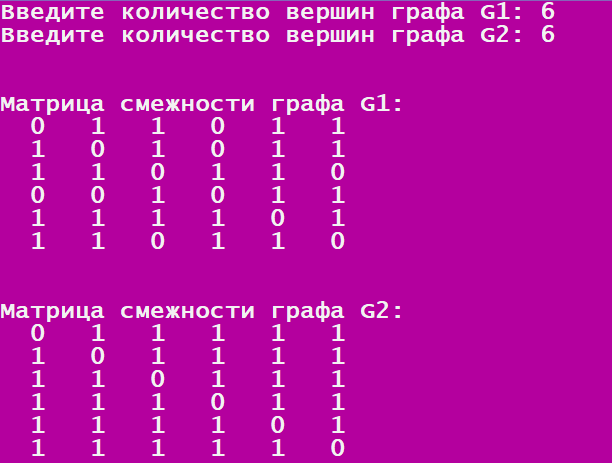 Введите количество вершин графа G1: 6
Введите количество вершин графа G2: 6
Матрица смежности графа G1:
0 1 1 0 1 1
1 0 1 0 1 1
1 1 0 1 1 0
0 0 1 0 1 1
1 1 1 1 0 1
1 1 0 1 1 0
Матрица смежности графа G2:
0 1 1 1 1 1
1 0 1 1 1 1
1 1 0 1 1 1
1 1 1 0 1 1
1 1 1 1 0 1
1 1 1 1 1 0